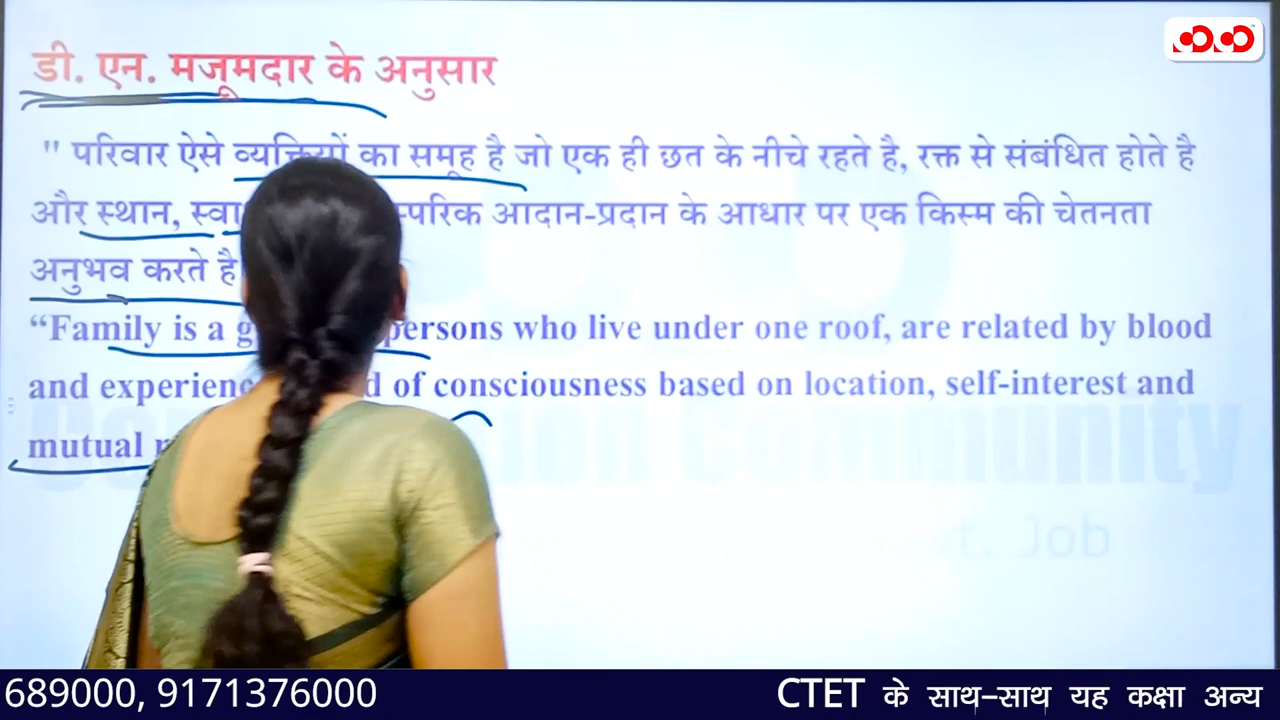 डी. एन. मजूमदार के अनुसार
" परिवार ऐसे व्यक्तियों का समूह है जो एक ही छत के नीचे रहते है, रक्त से संबंधित होते है
और स्थान, आदान-प्रदान के आधार पर एक किस्म की चेतनता
अनुभव करते है
“Family is a persons who live under one roof, are related by blood
and of consciousness based on location, self-interest and
mutual
Community
Job
689000, 9171376000
CTET के साथ-साथ यह कक्षा अन्य